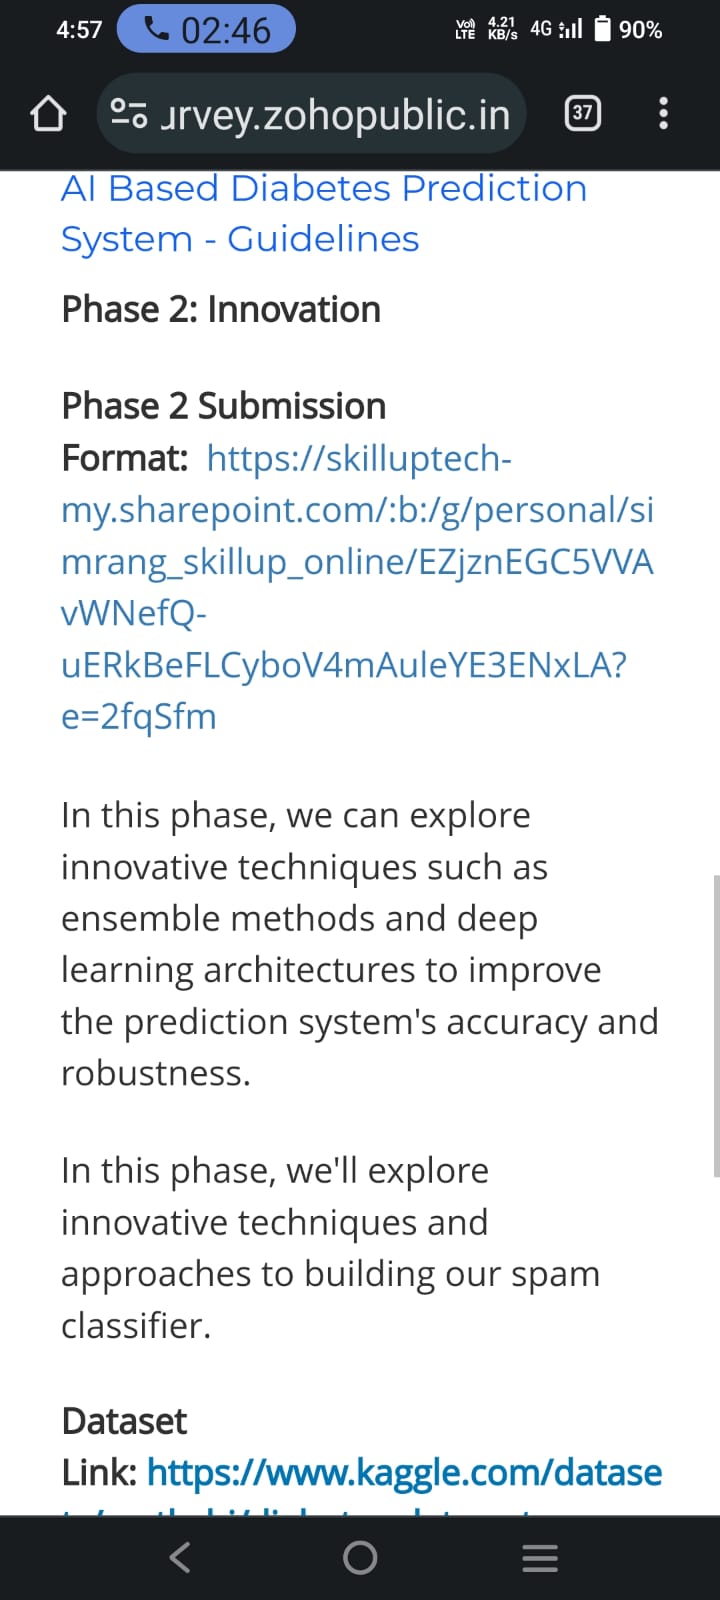 4:57 02:46 Vo)) LTE 4.21 KB/s 4G 90%
urvey.zohopublic.in 37
AI Based Diabetes Prediction
System - Guidelines
Phase 2: Innovation
Phase 2 Submission
Format: https://skilluptech-
my.sharepoint.com/:b:/g/personal/si
mrang_skillup_online/EZjznEGC5VVA
vWNefQ-
uERkBeFLCyboV4mAuleYE3ENxLA?
e=2fqSfm
In this phase, we can explore
innovative techniques such as
ensemble methods and deep
learning architectures to improve
the prediction system's accuracy and
robustness.
In this phase, we'll explore
innovative techniques and
approaches to building our spam
classifier.
Dataset
Link: https://www.kaggle.com/datase